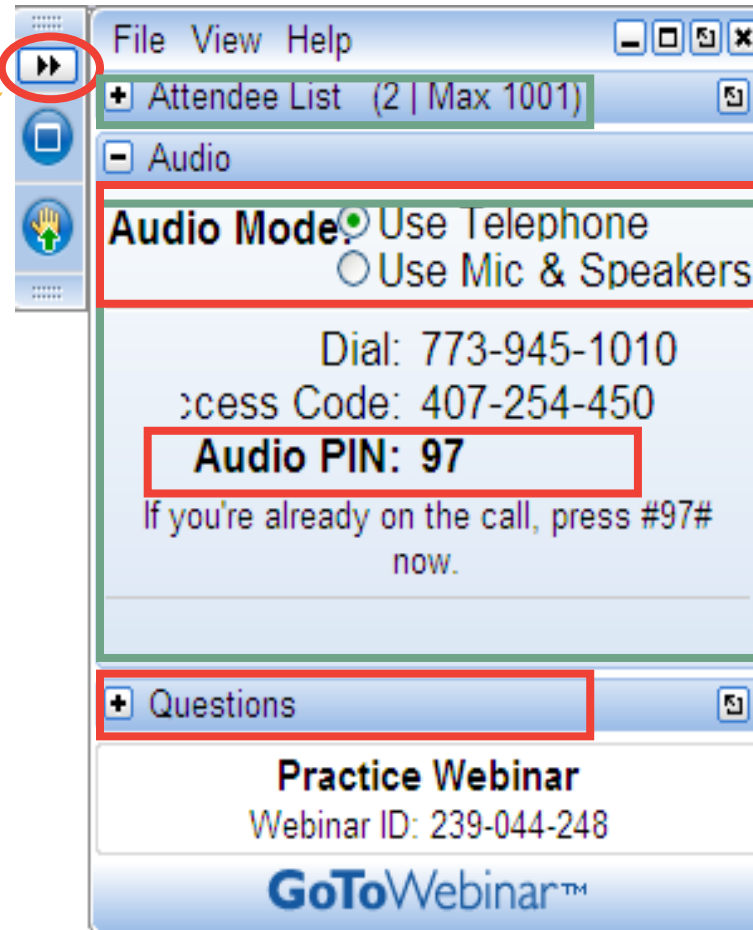 File View Help
Attendee List (2 | Max 1001)
Audio
Audio Mode: Use Telephone
Use Mic & Speakers
Dial: 773-945-1010
ccess Code: 407-254-450
Audio PIN: 97
If you're already on the call, press #97#
now.
Questions
Practice Webinar
Webinar ID: 239-044-248
GoToWebinar™